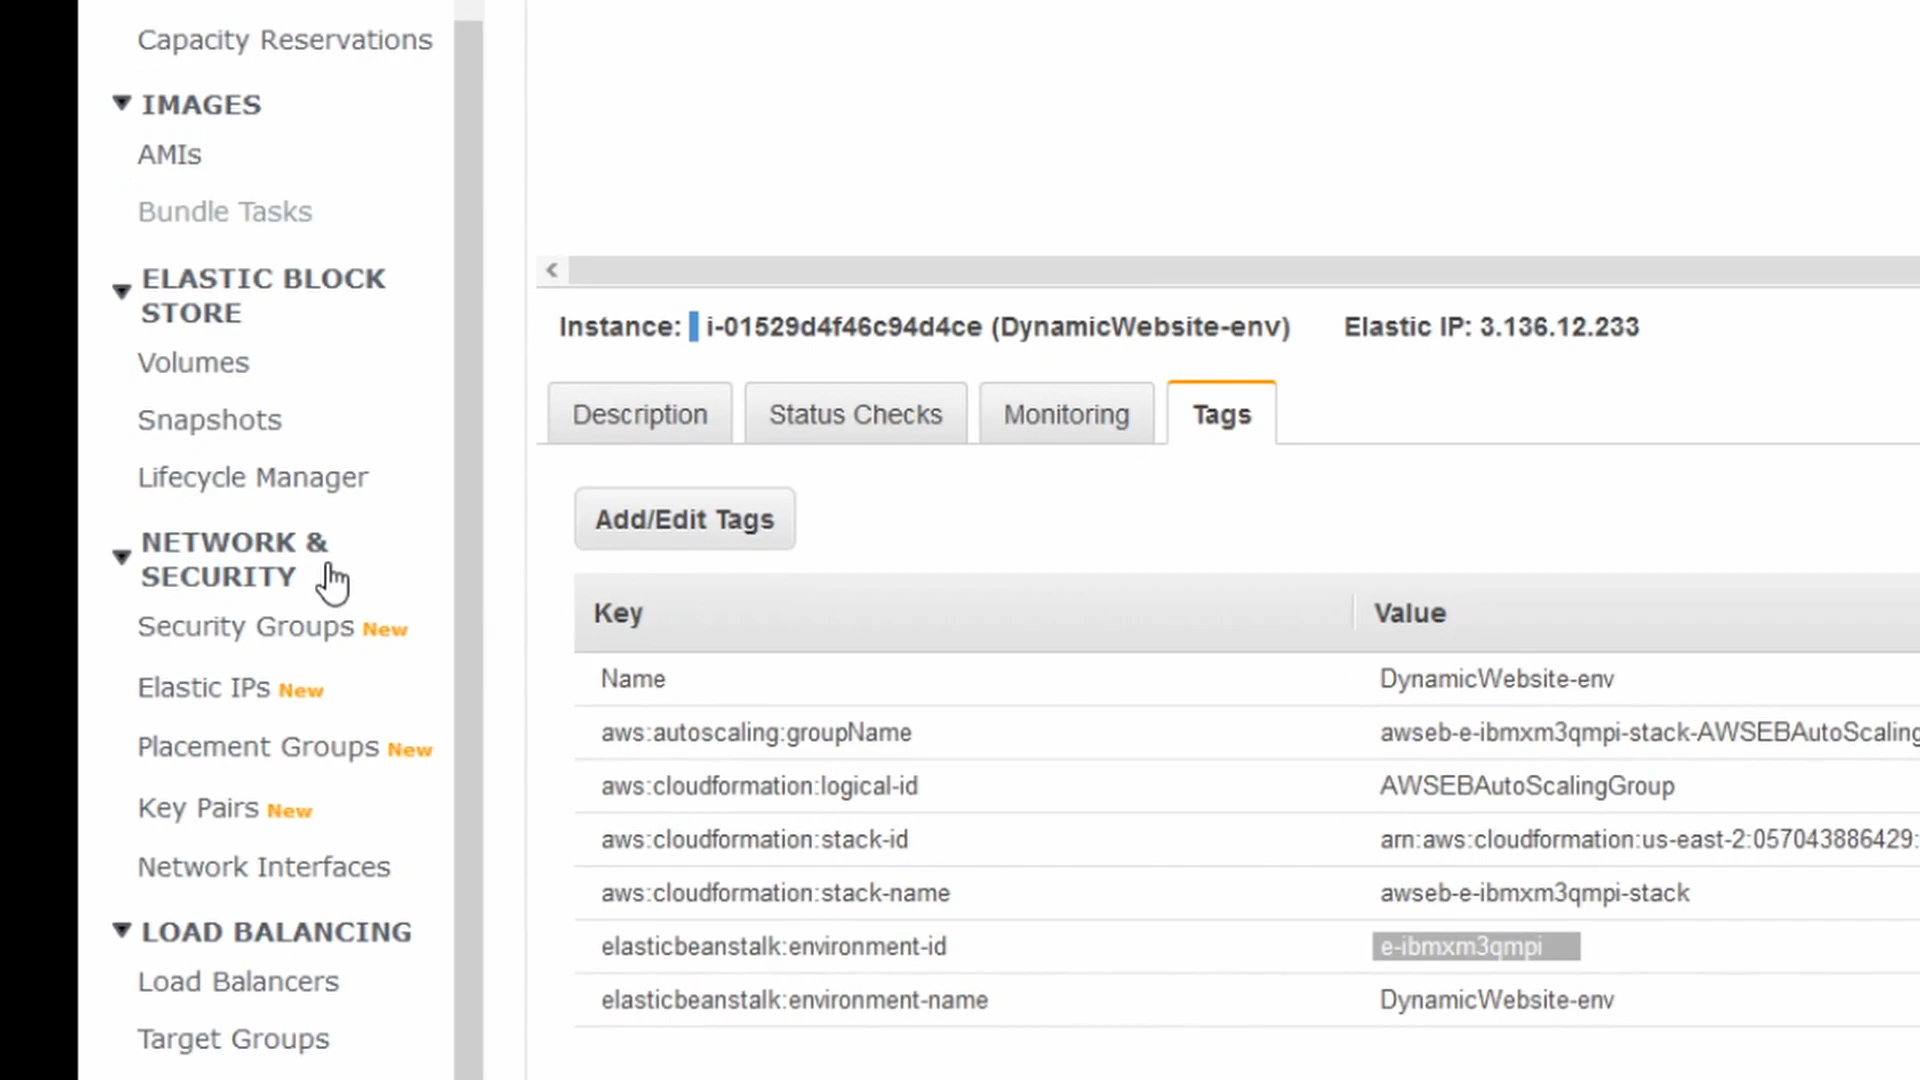 Capacity Reservations
IMAGES
AMIs
Bundle Tasks
ELASTIC BLOCK
STORE
Volumes
Snapshots
Lifecycle Manager
NETWORK &
SECURITY
Security Groups New
Elastic IPs New
Placement Groups New
Key Pairs New
Network Interfaces
LOAD BALANCING
Load Balancers
Target Groups
Instance: i-01529d4f46c94d4ce (DynamicWebsite-env) Elastic IP: 3.136.12.233
Description Status Checks Monitoring Tags
Add/Edit Tags
Key Value
Name DynamicWebsite-env
aws:autoscaling:groupName awseb-e-ibmxm3qmpi-stack-AWSEBAutoScaling
aws:cloudformation:logical-id AWSEBAutoScalingGroup
aws:cloudformation:stack-id arn:aws:cloudformation:us-east-2:057043886429:
aws:cloudformation:stack-name awseb-e-ibmxm3qmpi-stack
elasticbeanstalk:environment-id e-ibmxm3qmpi
elasticbeanstalk:environment-name DynamicWebsite-env